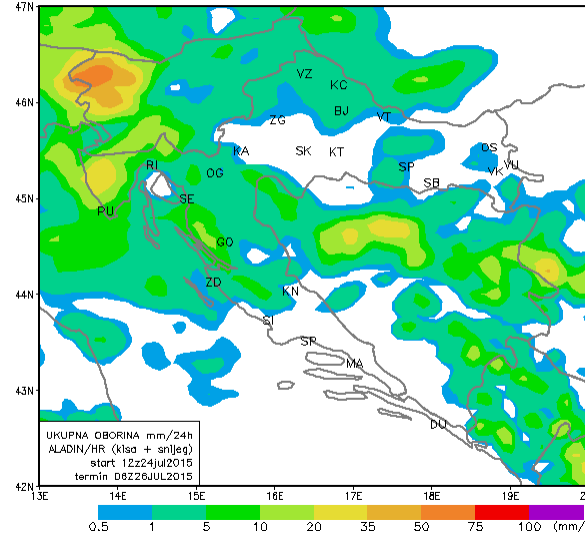 47N
46N
45N
44N
43N
42N
VZ
KC
BJ
ZG
VT
KA
SK
KT
OS
VU
VK
SP
SB
RI
OG
SE
PU
GO
ZD
KN
SI
SP
MA
DU
UKUPNA OBORINA mm/24h
ALADIN/HR (kisa + snijeg)
start 12z24jul2015
termin 06Z26JUL2015
13E 14E 15E 16E 17E 18E 19E
0.5 1 5 10 20 35 50 75 100 (mm/